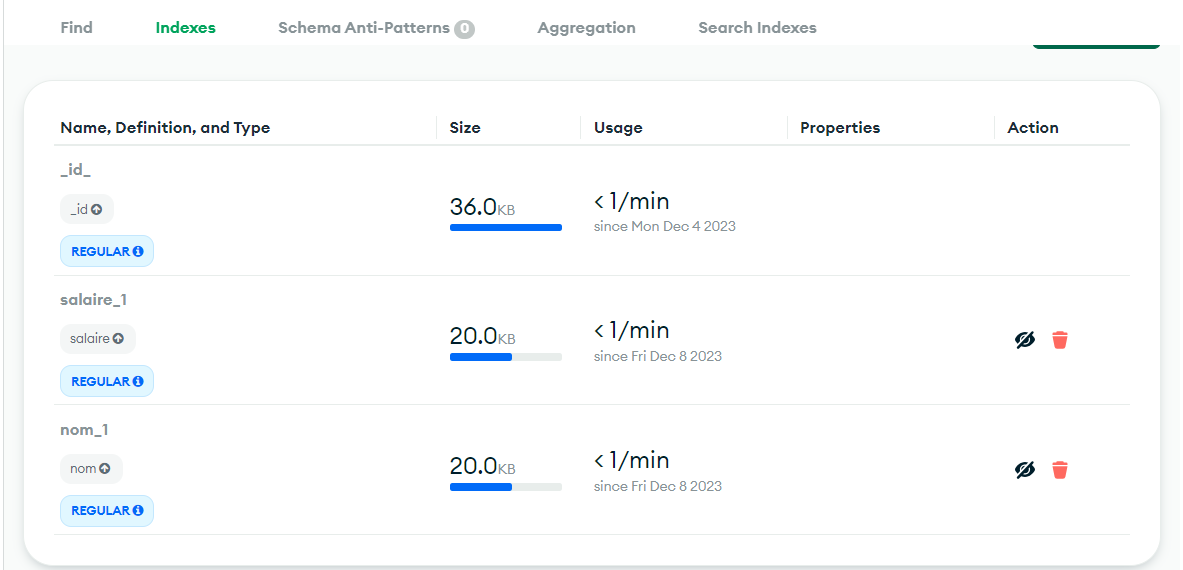 Find Indexes Schema Anti-Patterns 0 Aggregation Search Indexes
Name, Definition, and Type Size Usage Properties Action
_id_
_id
REGULAR
36.0KB
< 1/min
since Mon Dec 4 2023
salaire_1
salaire
REGULAR
20.0KB
< 1/min
since Fri Dec 8 2023
nom_1
nom
REGULAR
20.0KB
< 1/min
since Fri Dec 8 2023